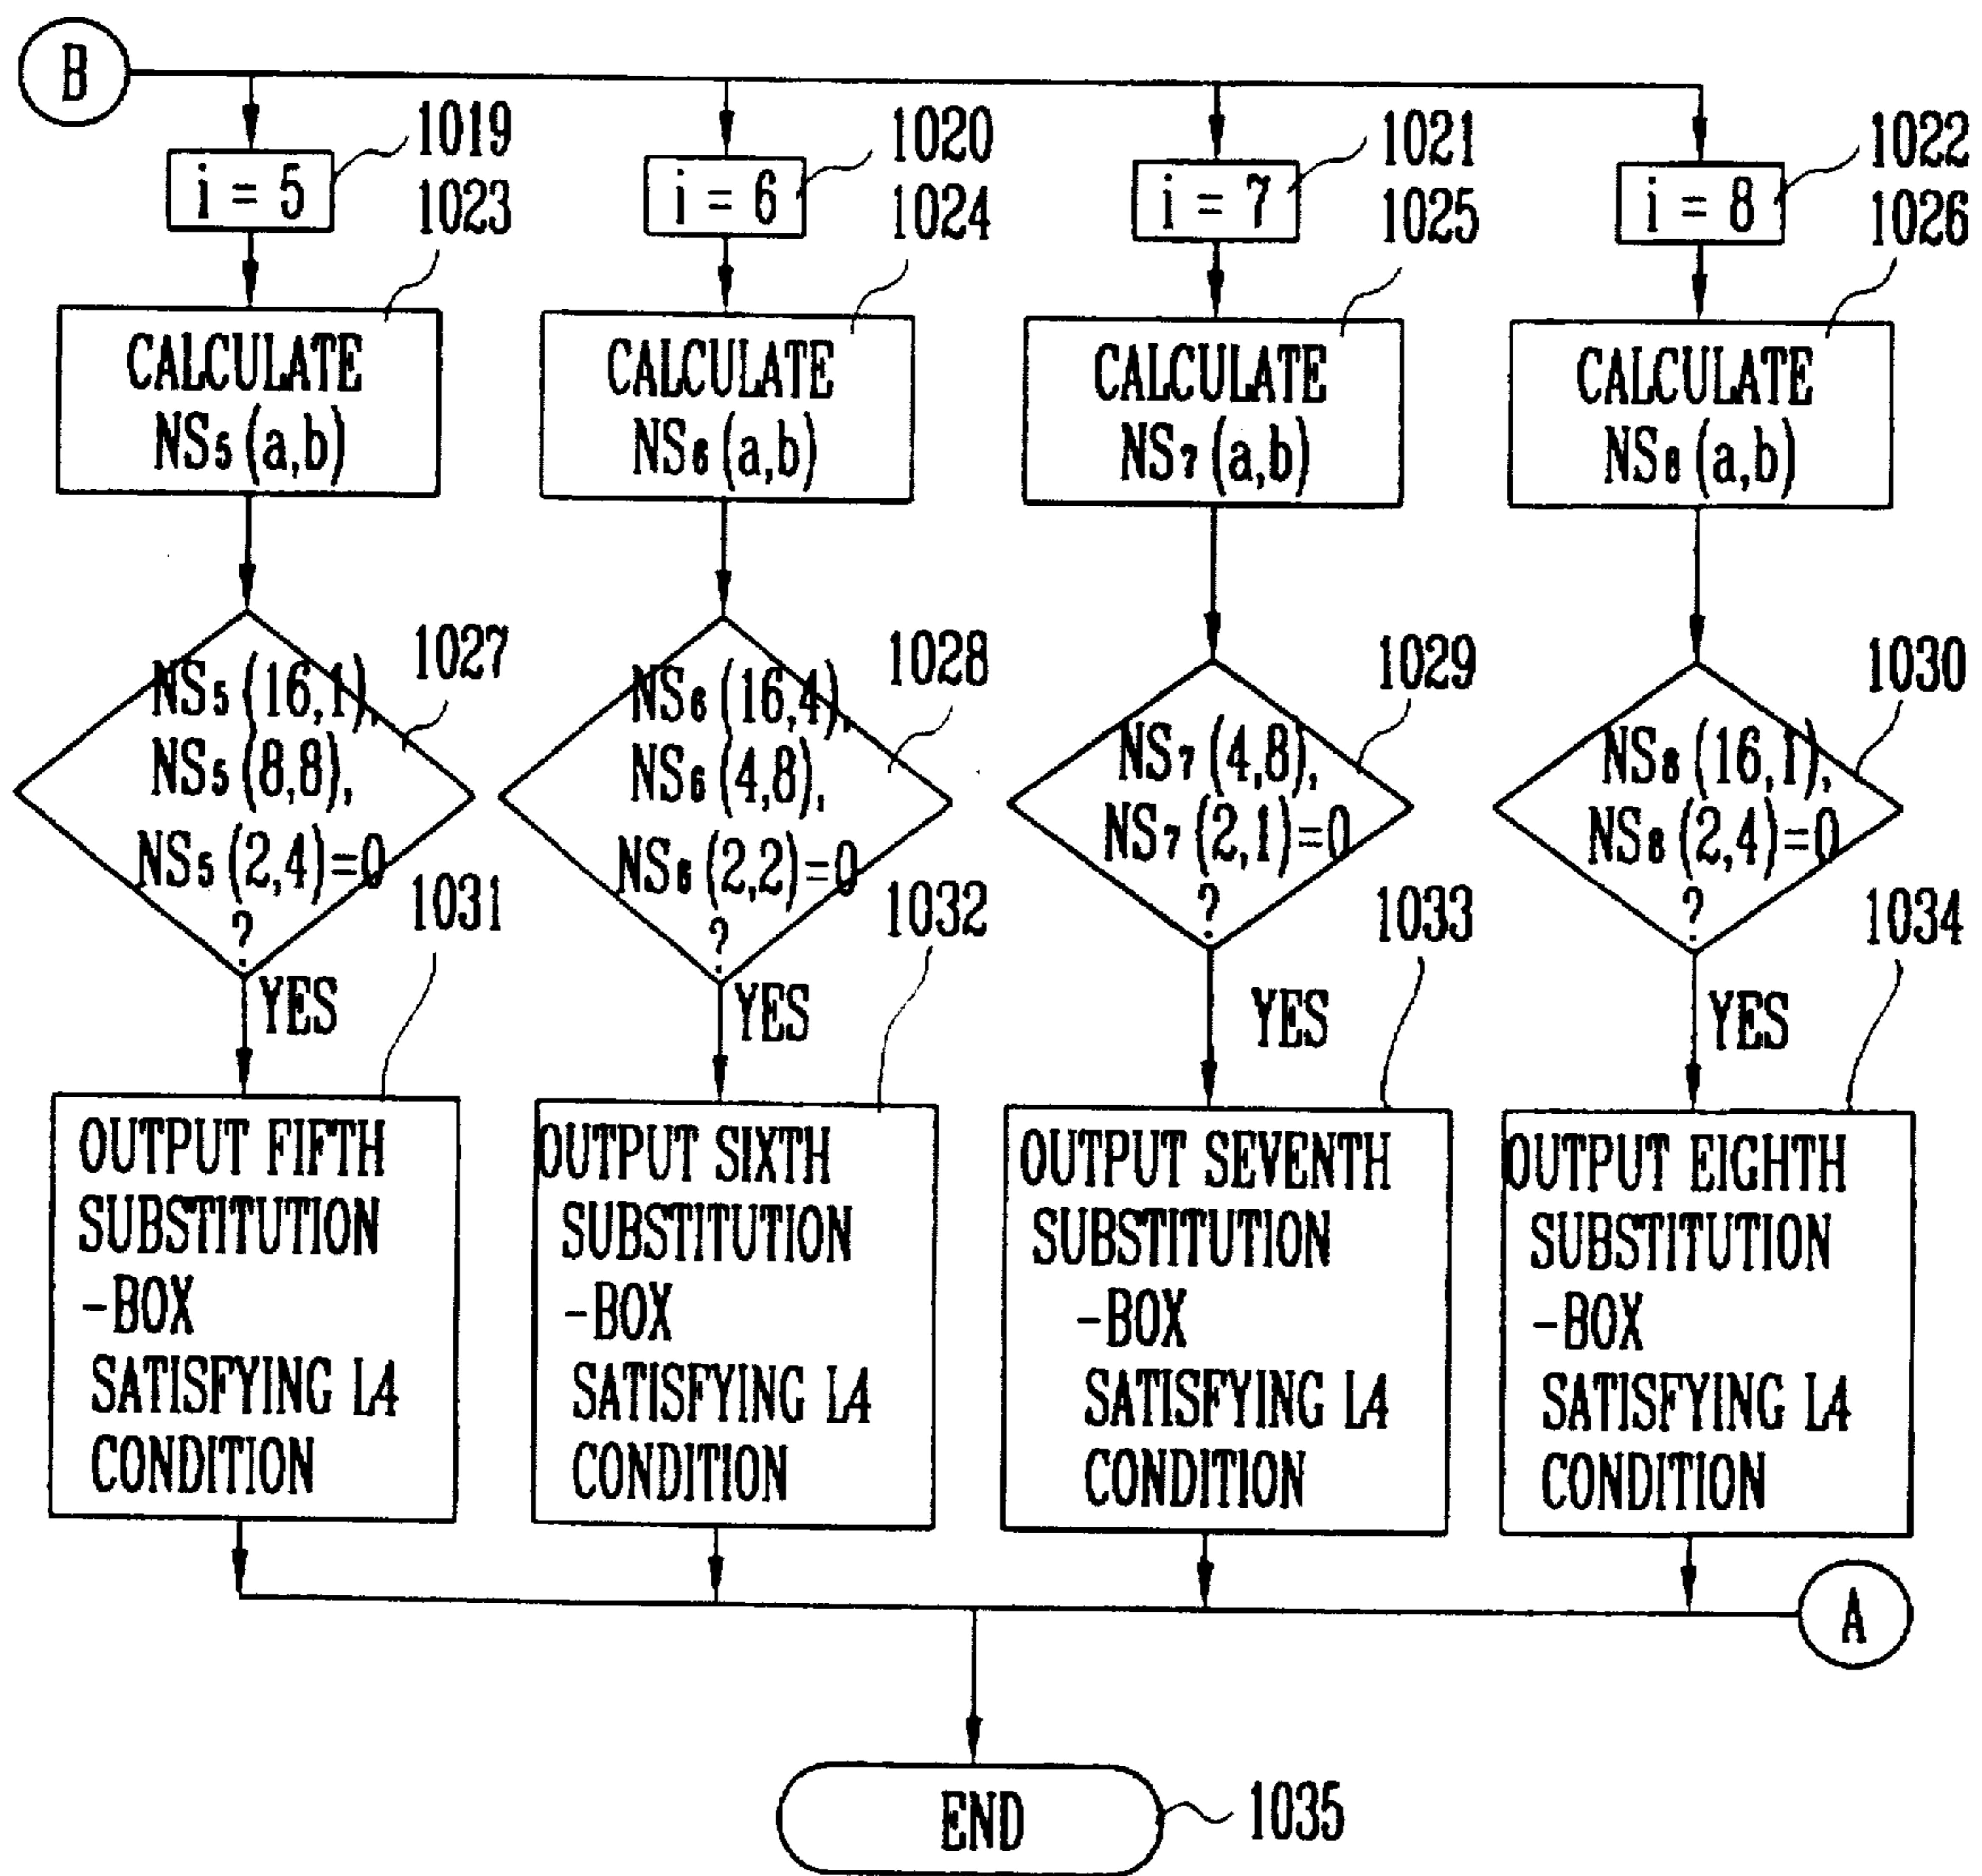 B
1019
i = 5
1023
1020
i = 6
1024
1021
i = 7
1025
1022
i = 8
1026
CALCULATE
NS₅(a,b)
CALCULATE
NS₆(a,b)
CALCULATE
NS₇(a,b)
CALCULATE
NS₈(a,b)
NS₅(16,1),
NS₅(8,8),
NS₅(2,4)=0
?
1027
NS₆(16,4),
NS₆(4,8),
NS₆(2,2)=0
?
1028
NS₇(4,8),
NS₇(2,1)=0
?
1029
NS₈(16,1),
NS₈(2,4)=0
?
1030
YES
1031
YES
1032
YES
1033
YES
1034
OUTPUT FIFTH
SUBSTITUTION
-BOX
SATISFYING L4
CONDITION
OUTPUT SIXTH
SUBSTITUTION
-BOX
SATISFYING L4
CONDITION
OUTPUT SEVENTH
SUBSTITUTION
-BOX
SATISFYING L4
CONDITION
OUTPUT EIGHTH
SUBSTITUTION
-BOX
SATISFYING L4
CONDITION
A
END
1035